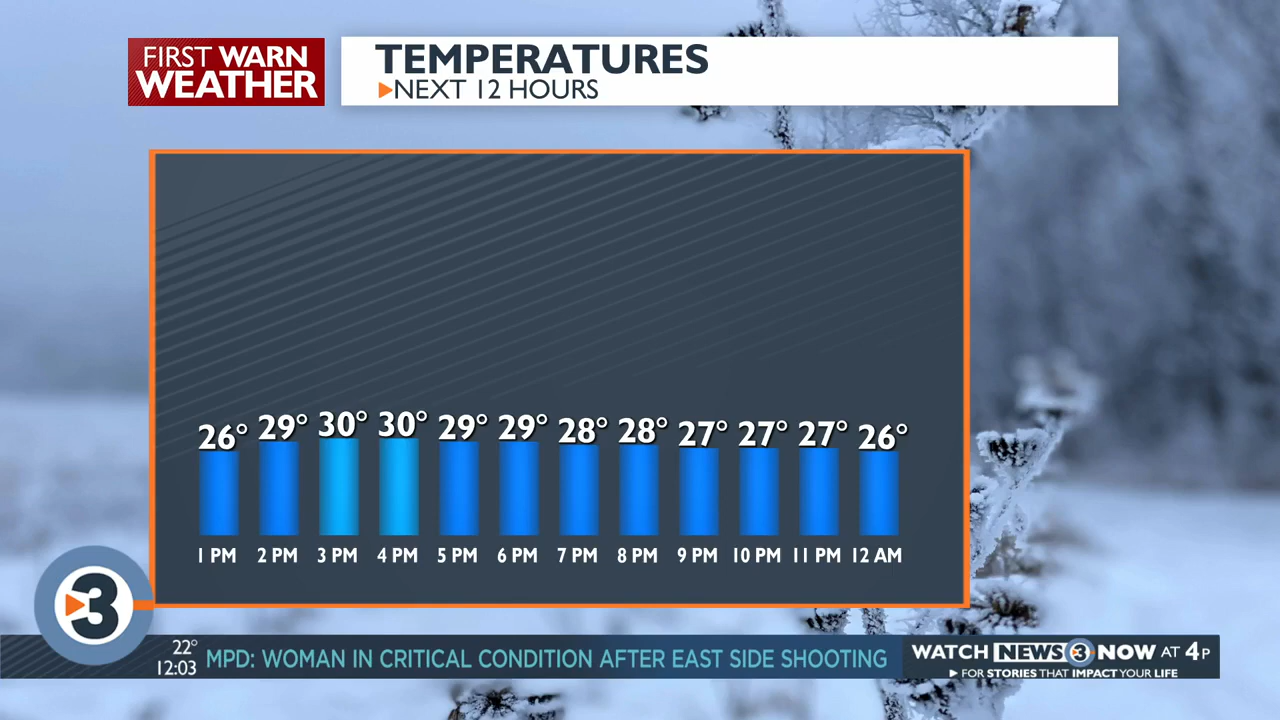 FIRST WARN
WEATHER
TEMPERATURES
NEXT 12 HOURS
26° 29° 30° 30° 29° 29° 28° 28° 27° 27° 27° 26°
1 PM 2 PM 3 PM 4 PM 5 PM 6 PM 7 PM 8 PM 9 PM 10 PM 11 PM 12 AM
3
22°
12:03
MPD: WOMAN IN CRITICAL CONDITION AFTER EAST SIDE SHOOTING
WATCH NEWS 3 NOW AT 4P
FOR STORIES THAT IMPACT YOUR LIFE